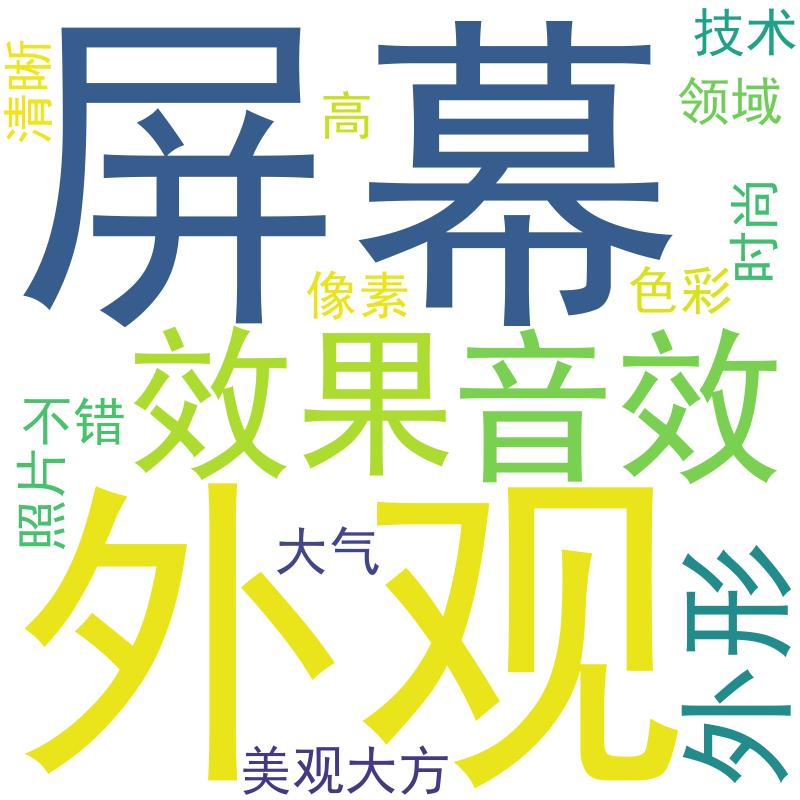 屏幕
清晰
高
技术
领域
时尚
像素
色彩
效果
音效
不错
照片
外观
大气
外形
美观大方